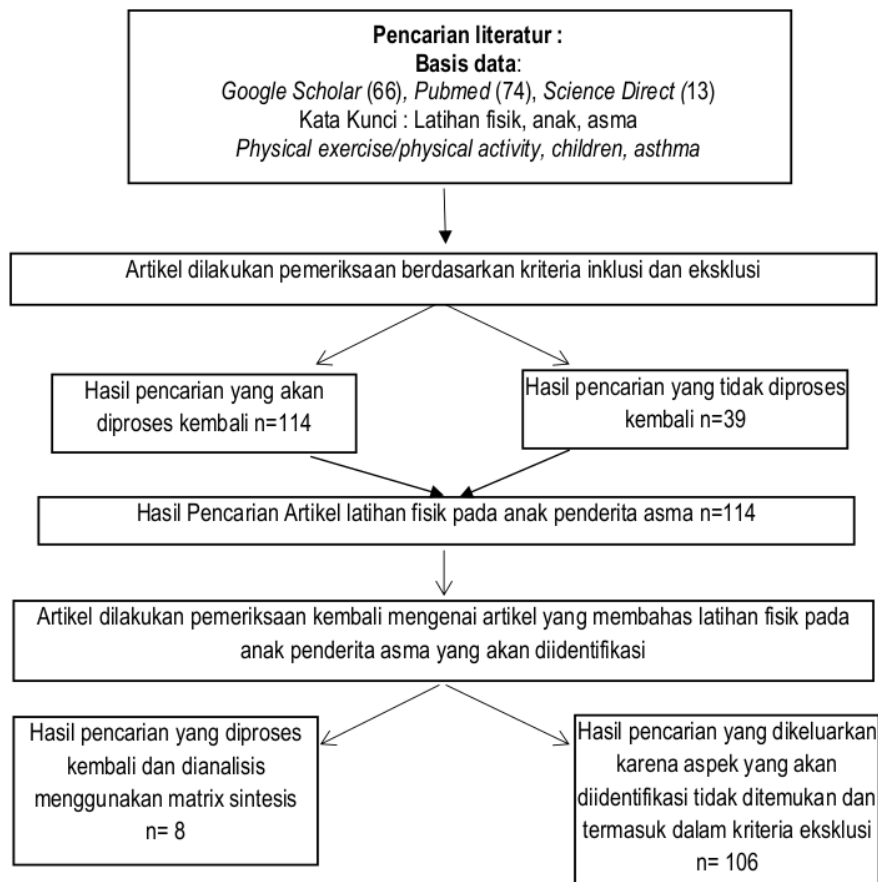 Pencarian literatur :
Basis data:
Google Scholar (66), Pubmed (74), Science Direct (13)
Kata Kunci : Latihan fisik, anak, asma
Physical exercise/physical activity, children, asthma
Artikel dilakukan pemeriksaan berdasarkan kriteria inklusi dan eksklusi
Hasil pencarian yang akan
diproses kembali n=114
Hasil pencarian yang tidak diproses
kembali n=39
Hasil Pencarian Artikel latihan fisik pada anak penderita asma n=114
Artikel dilakukan pemeriksaan kembali mengenai artikel yang membahas latihan fisik pada
anak penderita asma yang akan diidentifikasi
Hasil pencarian yang diproses
kembali dan dianalisis
menggunakan matrix sintesis
n= 8
Hasil pencarian yang dikeluarkan
karena aspek yang akan
diidentifikasi tidak ditemukan dan
termasuk dalam kriteria eksklusi
n= 106